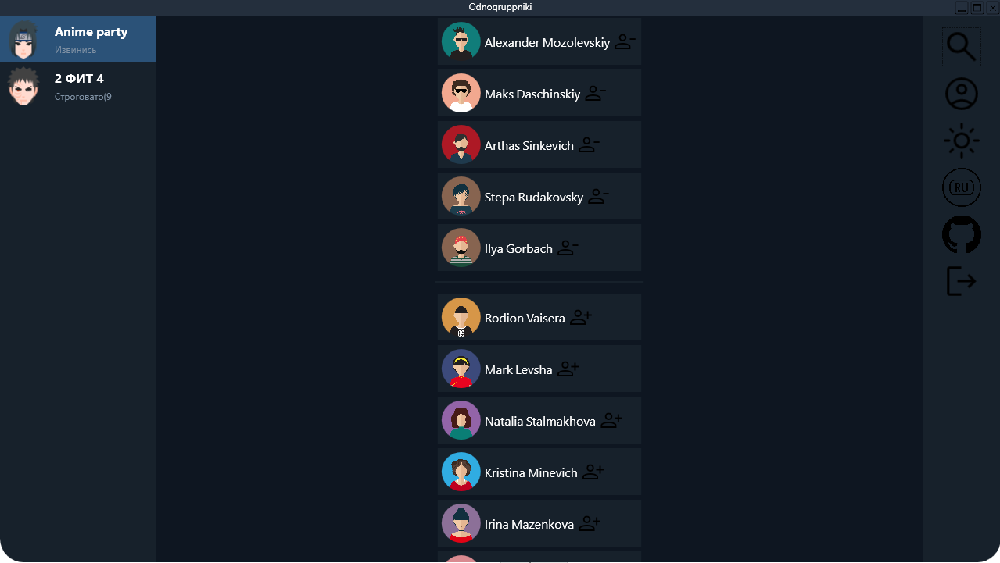 Odnogruppniki
Anime party
Извинись
2 ФИТ 4
Строговато(9
Alexander Mozolevskiy
Maks Daschinskiy
Arthas Sinkevich
Stepa Rudakovsky
Ilya Gorbach
Rodion Vaisera
89
Mark Levsha
Natalia Stalmakhova
Kristina Minevich
Irina Mazenkova
RU